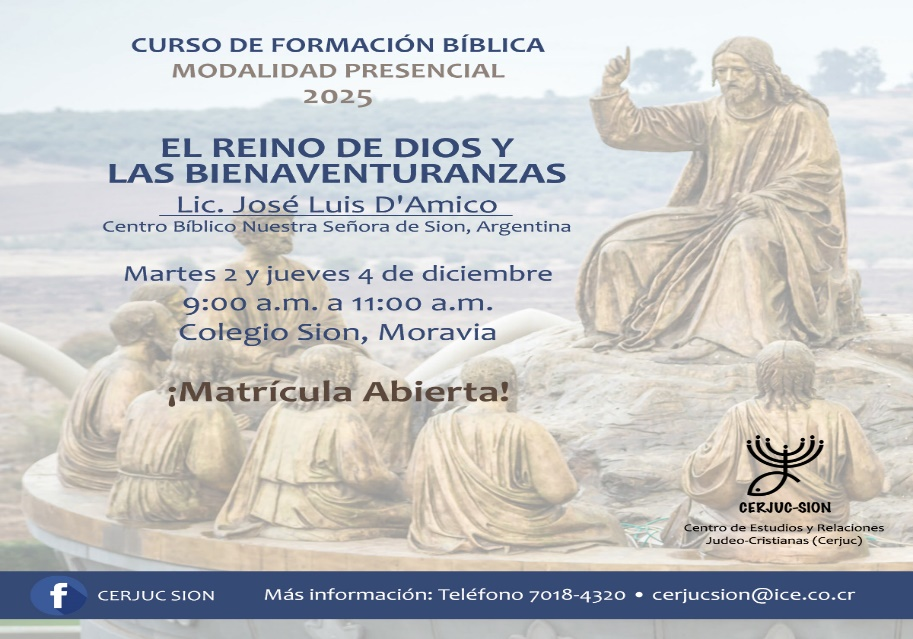 CURSO DE FORMACIÓN BÍBLICA
MODALIDAD PRESENCIAL
2025
EL REINO DE DIOS Y
LAS BIENAVENTURANZAS
Lic. José Luis D'Amico
Centro Bíblico Nuestra Señora de Sion, Argentina
Martes 2 y jueves 4 de diciembre
9:00 a.m. a 11:00 a.m.
Colegio Sion, Moravia
¡Matrícula Abierta!
CERJUC-SION
Centro de Estudios y Relaciones
Judeo-Cristianas (Cerjuc)
f CERJUC SION
Más información: Teléfono 7018-4320 • cerjucsion@ice.co.cr